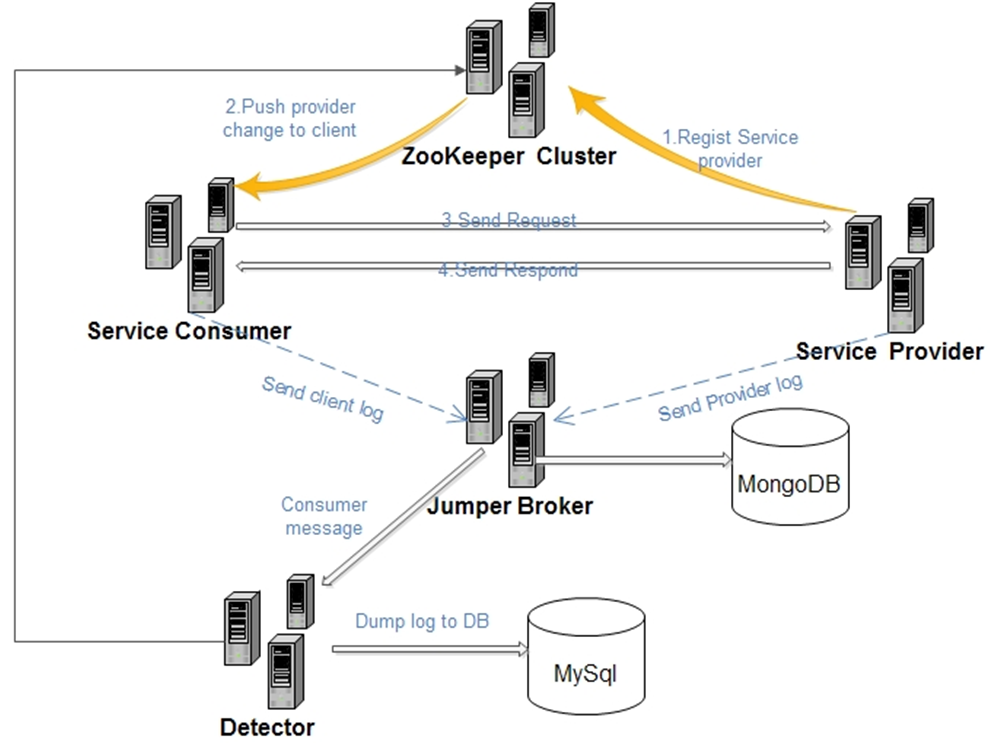 2.Push provider
change to client
1.Regist Service
provider
ZooKeeper Cluster
3.Send Request
4.Send Respond
Service Consumer
Service Provider
Send client log
Send Provider log
MongoDB
Jumper Broker
Consumer
message
Dump log to DB
MySql
Detector